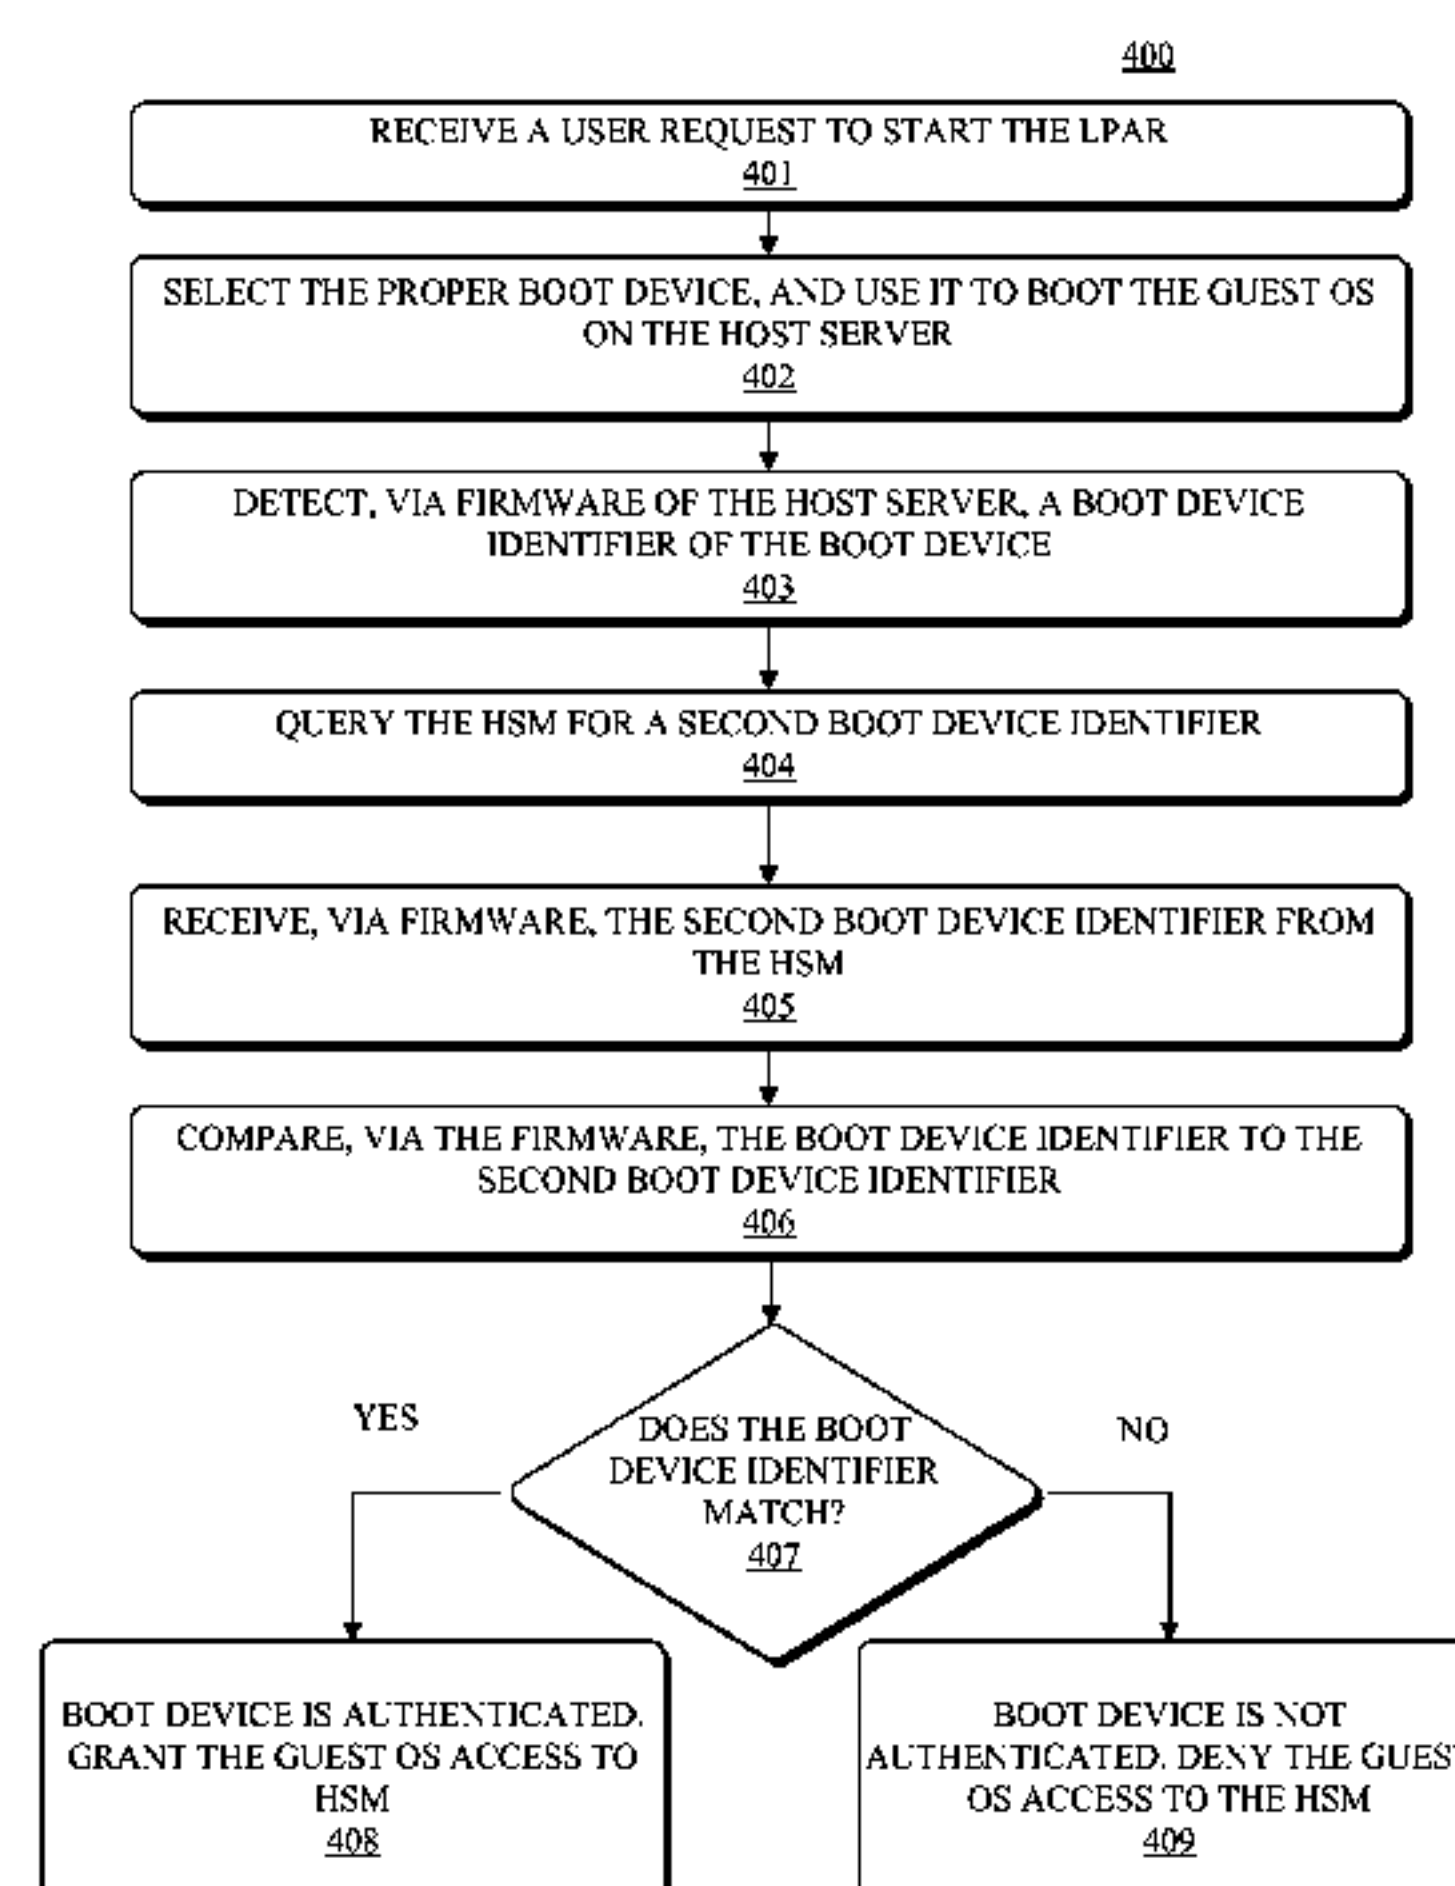 400
RECEIVE A USER REQUEST TO START THE LPAR
401
SELECT THE PROPER BOOT DEVICE, AND USE IT TO BOOT THE GUEST OS
ON THE HOST SERVER
402
DETECT, VIA FIRMWARE OF THE HOST SERVER, A BOOT DEVICE
IDENTIFIER OF THE BOOT DEVICE
403
QUERY THE HSM FOR A SECOND BOOT DEVICE IDENTIFIER
404
RECEIVE, VIA FIRMWARE, THE SECOND BOOT DEVICE IDENTIFIER FROM
THE HSM
405
COMPARE, VIA THE FIRMWARE, THE BOOT DEVICE IDENTIFIER TO THE
SECOND BOOT DEVICE IDENTIFIER
406
YES
NO
DOES THE BOOT
DEVICE IDENTIFIER
MATCH?
407
BOOT DEVICE IS AUTHENTICATED.
GRANT THE GUEST OS ACCESS TO
HSM
408
BOOT DEVICE IS NOT
AUTHENTICATED. DENY THE GUES
OS ACCESS TO THE HSM
409